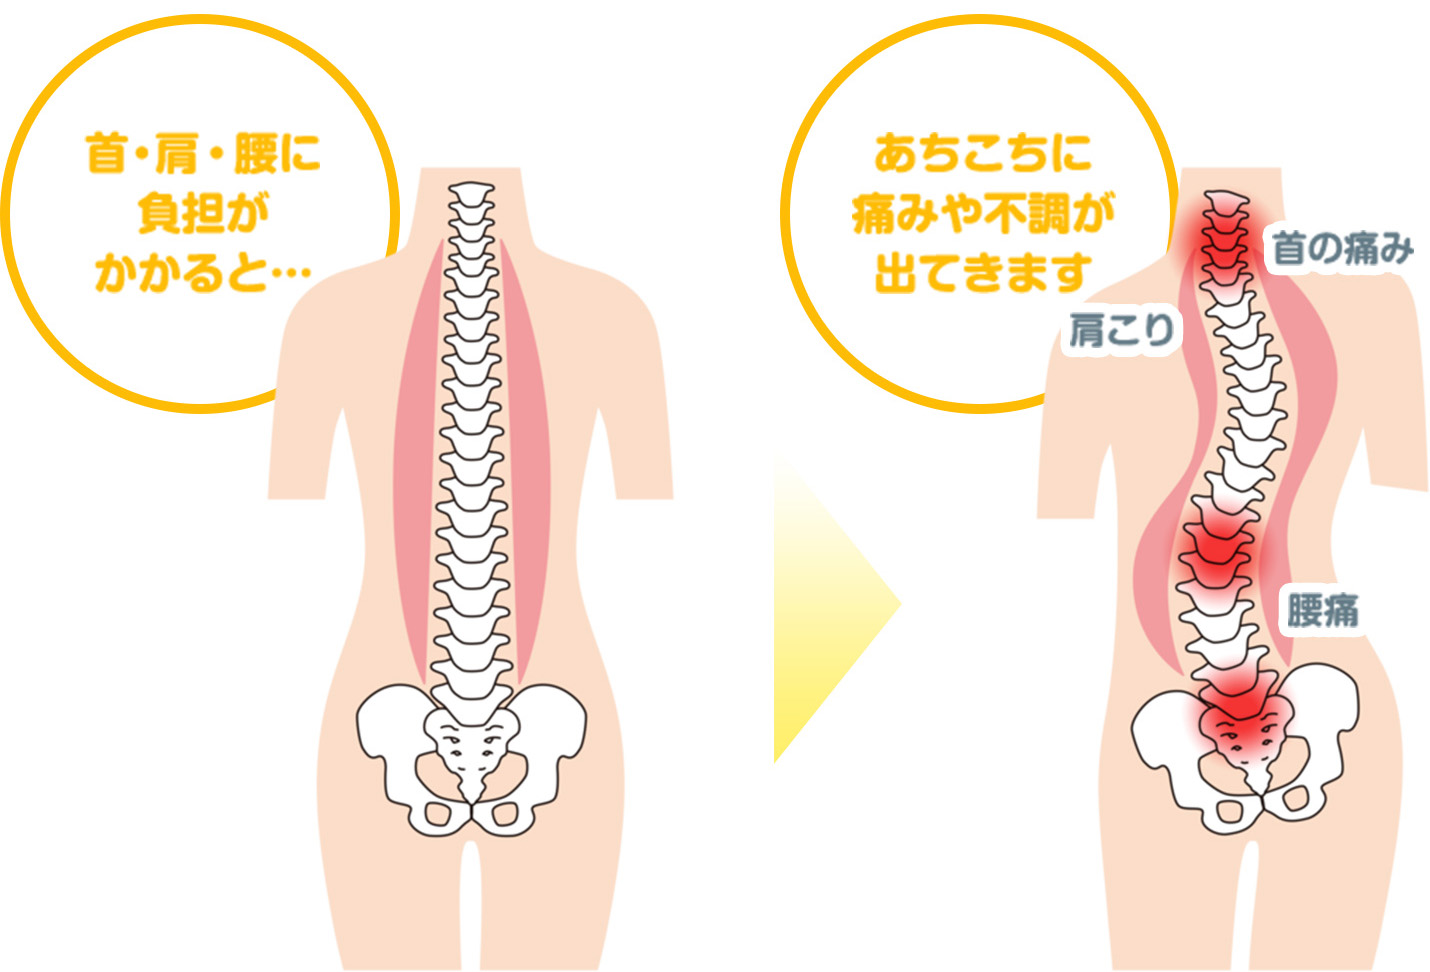 首・肩・腰に
負担が
かかると…
あちこちに
痛みや不調が
出てきます
首の痛み
肩こり
腰痛